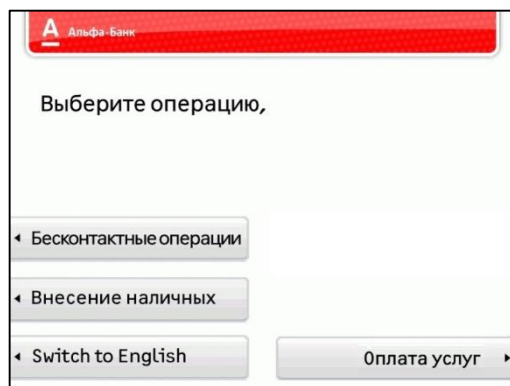 А Альфа-Банк
Выберите операцию,
Бесконтактные операции
Внесение наличных
Switch to English
Оплата услуг